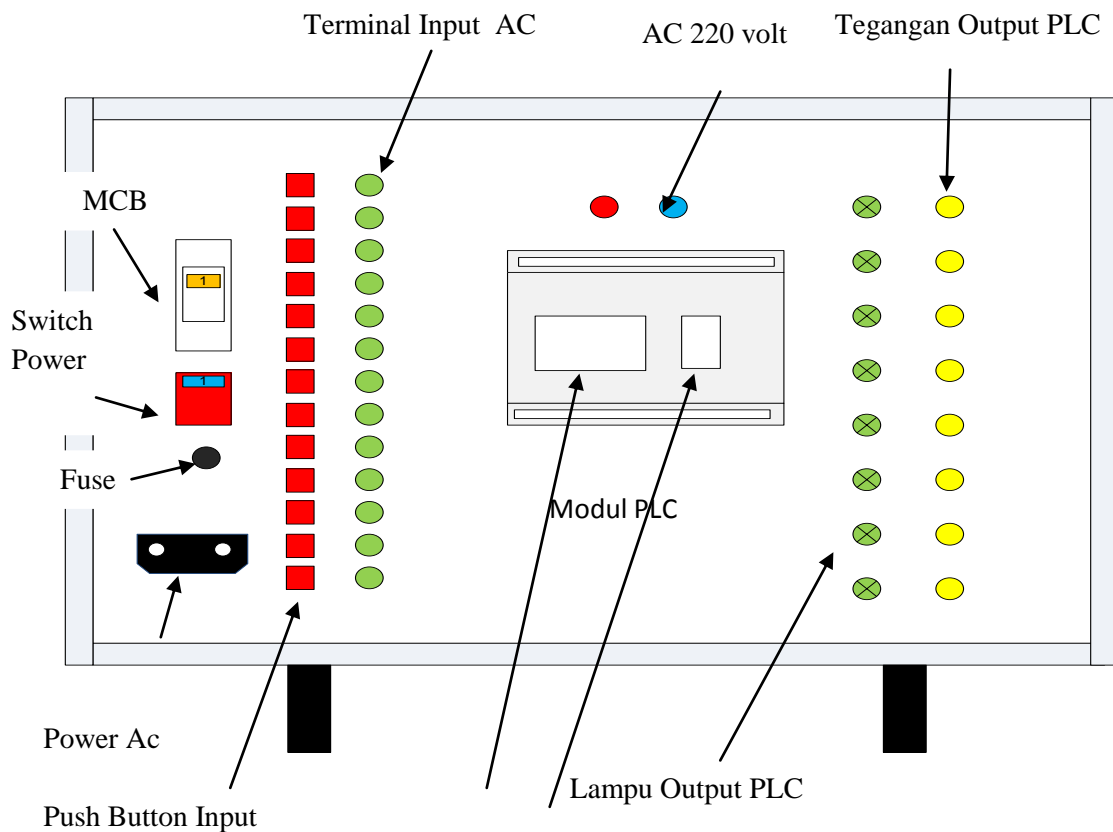 Terminal Input AC
AC 220 volt
Tegangan Output PLC
MCB
1
Switch
Power
1
Fuse
Modul PLC
Power Ac
Lampu Output PLC
Push Button Input